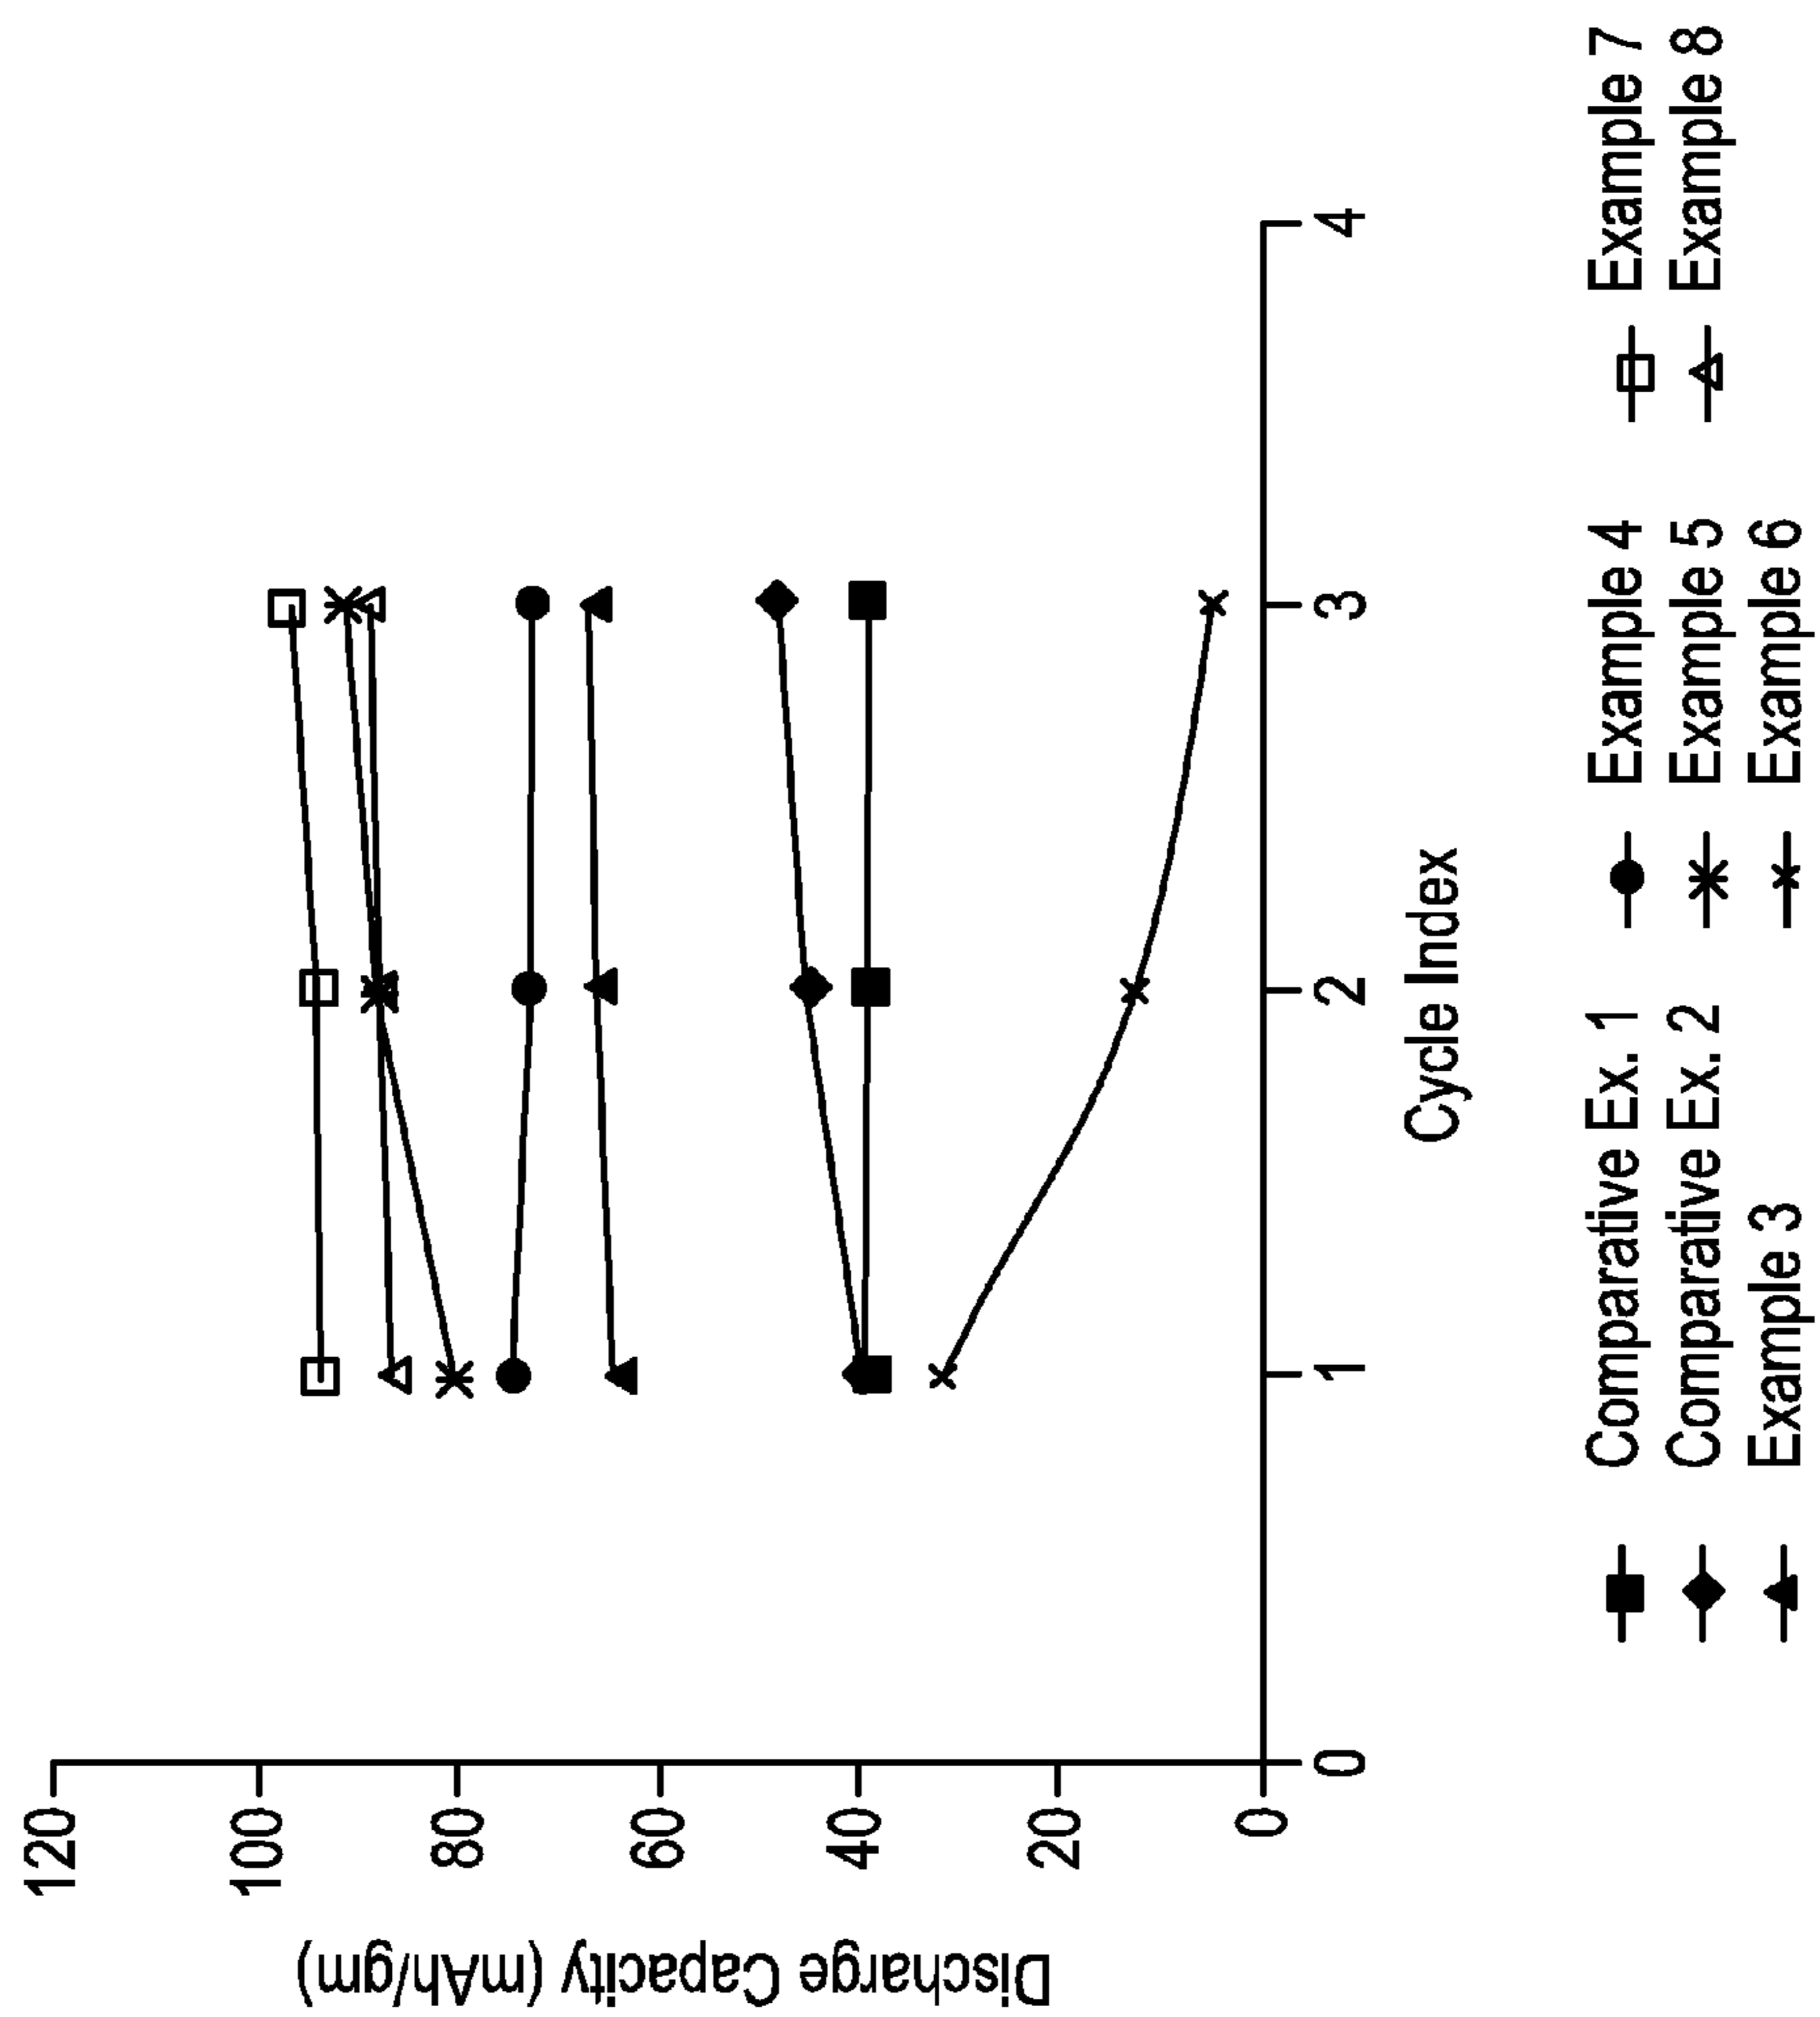 Discharge Capacity (mAh/gm)
120
100
80
60
40
20
0
0 1 2 3 4
Cycle Index
Comparative Ex. 1 Example 4 Example 7
Comparative Ex. 2 Example 5 Example 8
Example 3 Example 6